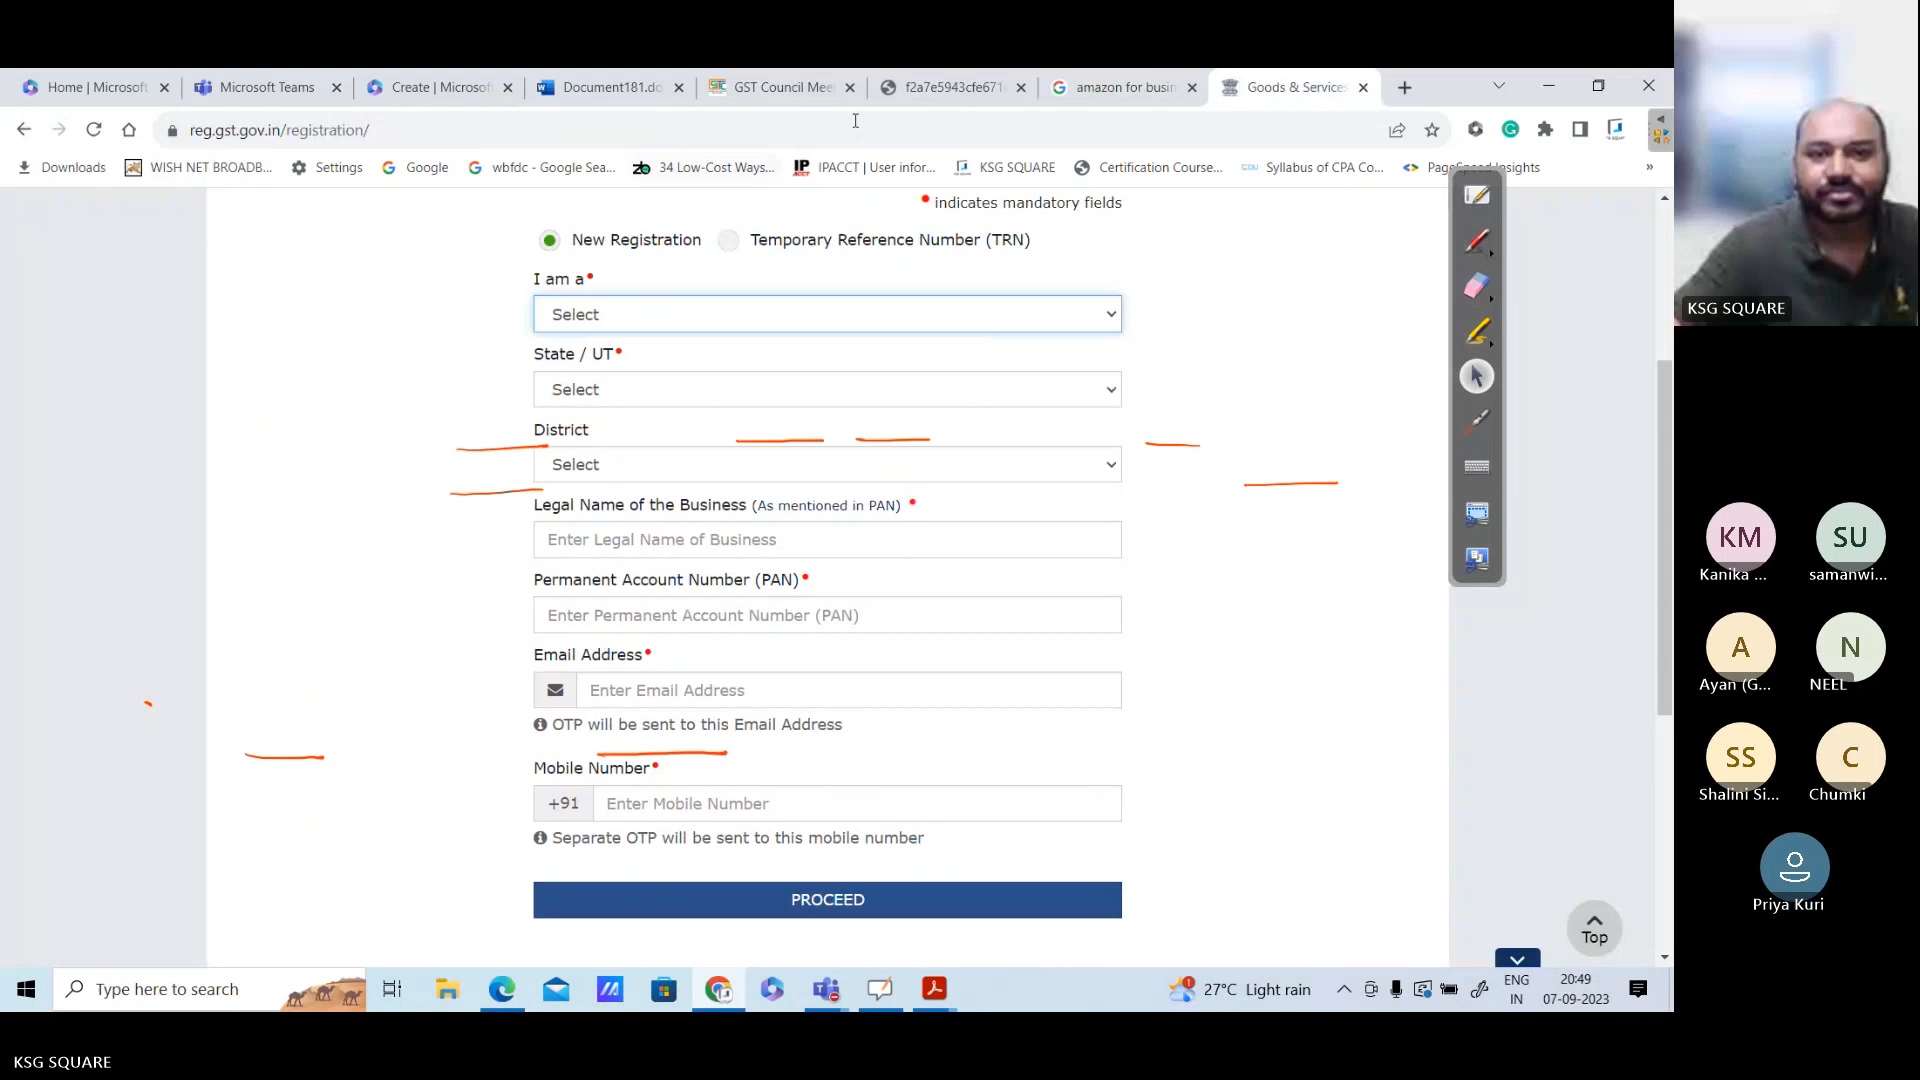 Home | Microsoft
Microsoft Teams
Create | Microsof
Document181.do
GST Council Mee
f2a7e5943cfe671
amazon for busin
Goods & Services
reg.gst.gov.in/registration/
Downloads
WISH NET BROADB...
Settings
Google
wbfdc - Google Sea...
34 Low-Cost Ways...
IPACCT | User infor...
KSG SQUARE
Certification Course...
Syllabus of CPA Co...
PageSpeed Insights
»
• indicates mandatory fields
New Registration
Temporary Reference Number (TRN)
I am a•
Select
State / UT•
Select
District
Select
Legal Name of the Business (As mentioned in PAN) •
Enter Legal Name of Business
Permanent Account Number (PAN)•
Enter Permanent Account Number (PAN)
Email Address•
Enter Email Address
OTP will be sent to this Email Address
Mobile Number•
+91
Enter Mobile Number
Separate OTP will be sent to this mobile number
PROCEED
Top
KSG SQUARE
KM
Kanika ...
SU
samanwi...
A
Ayan (G...
N
NEEL
SS
Shalini Si...
C
Chumki
Priya Kuri
Type here to search
27°C Light rain
ENG
IN
20:49
07-09-2023
KSG SQUARE